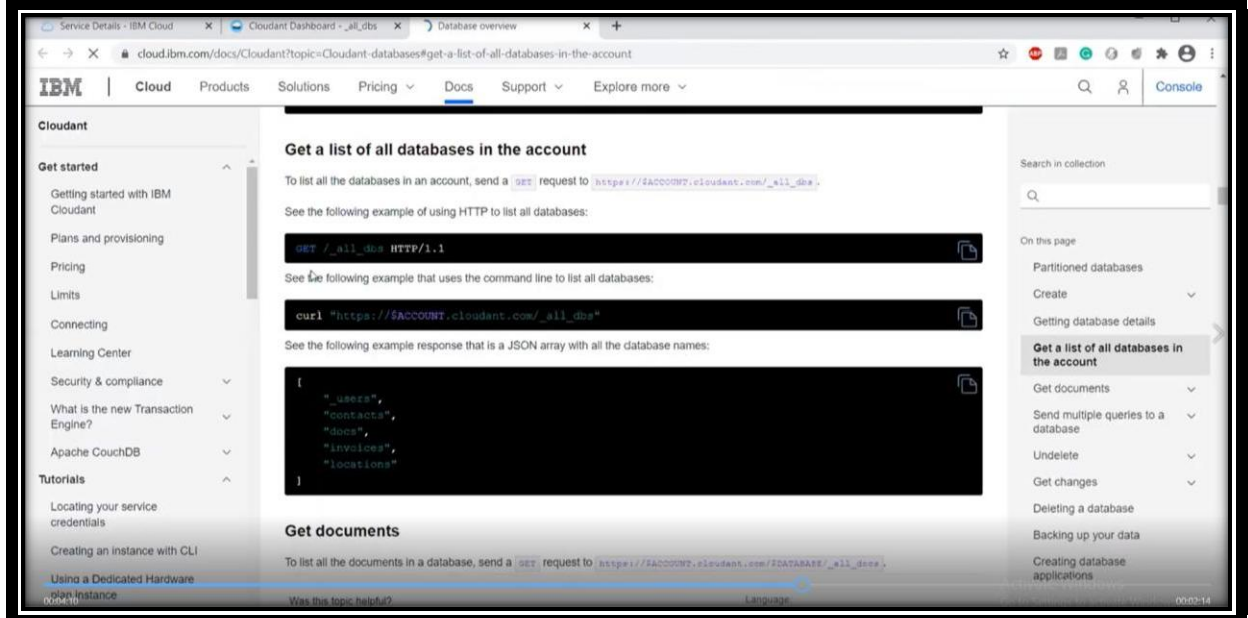 Service Details - IBM Cloud
Cloudant Dashboard - _all_dbs
Database overview
cloud.ibm.com/docs/Cloudant?topic=Cloudant-databases#get-a-list-of-all-databases-in-the-account
ABP
IBM
Cloud
Products
Solutions
Pricing
Docs
Support
Explore more
Console
Cloudant
Get started
Getting started with IBM
Cloudant
Plans and provisioning
Pricing
Limits
Connecting
Learning Center
Security & compliance
What is the new Transaction
Engine?
Apache CouchDB
Tutorials
Locating your service
credentials
Creating an instance with CLI
Using a Dedicated Hardware
plan instance
Get a list of all databases in the account
To list all the databases in an account, send a GET request to https://$ACCOUNT.cloudant.com/_all_dbs.
See the following example of using HTTP to list all databases:
GET /_all_dbs HTTP/1.1
See the following example that uses the command line to list all databases:
curl "https://$ACCOUNT.cloudant.com/_all_dbs"
See the following example response that is a JSON array with all the database names:
[
"_users",
"contacts",
"docs",
"invoices",
"locations"
]
Get documents
To list all the documents in a database, send a GET request to https://$ACCOUNT.cloudant.com/$DATABASE/_all_docs.
Was this topic helpful?
Language:
Search in collection
On this page
Partitioned databases
Create
Getting database details
Get a list of all databases in
the account
Get documents
Send multiple queries to a
database
Undelete
Get changes
Deleting a database
Backing up your data
Creating database
applications
Activate Windows
00:04:10
00:02:14